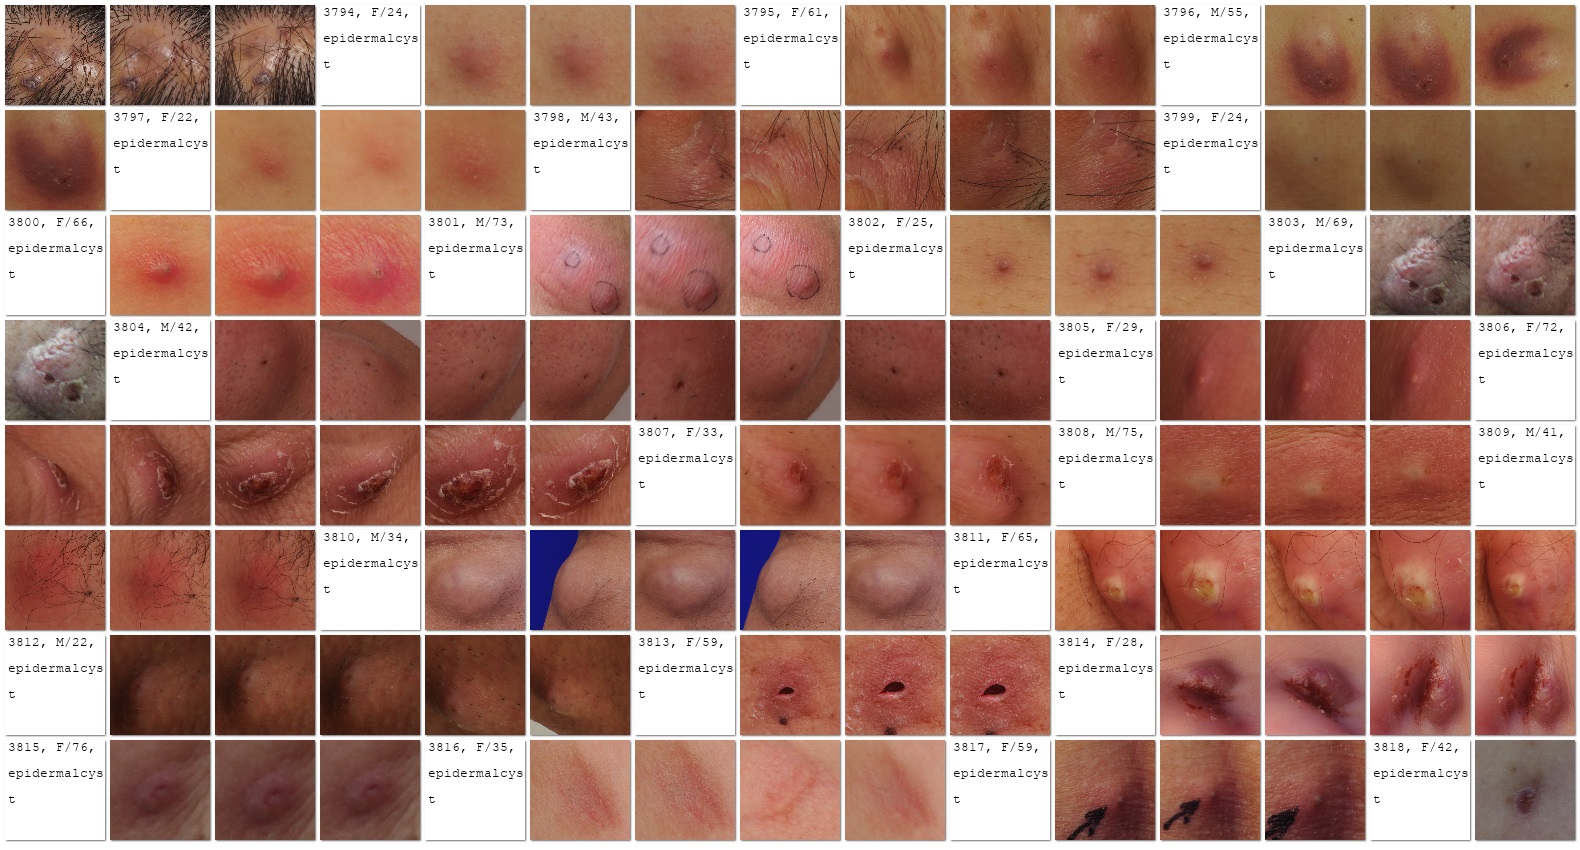 3794, F/24,
epidermalcys
t
3795, F/61,
epidermalcys
t
3796, M/55,
epidermalcys
t
3797, F/22,
epidermalcys
t
3798, M/43,
epidermalcys
t
3799, F/24,
epidermalcys
t
3800, F/66,
epidermalcys
t
3801, M/73,
epidermalcys
t
3802, F/25,
epidermalcys
t
3803, M/69,
epidermalcys
t
3804, M/42,
epidermalcys
t
3805, F/29,
epidermalcys
t
3806, F/72,
epidermalcys
t
3807, F/33,
epidermalcys
t
3808, M/75,
epidermalcys
t
3809, M/41,
epidermalcys
t
3810, M/34,
epidermalcys
t
3811, F/65,
epidermalcys
t
3812, M/22,
epidermalcys
t
3813, F/59,
epidermalcys
t
3814, F/28,
epidermalcys
t
3815, F/76,
epidermalcys
t
3816, F/35,
epidermalcys
t
3817, F/59,
epidermalcys
t
3818, F/42,
epidermalcys
t